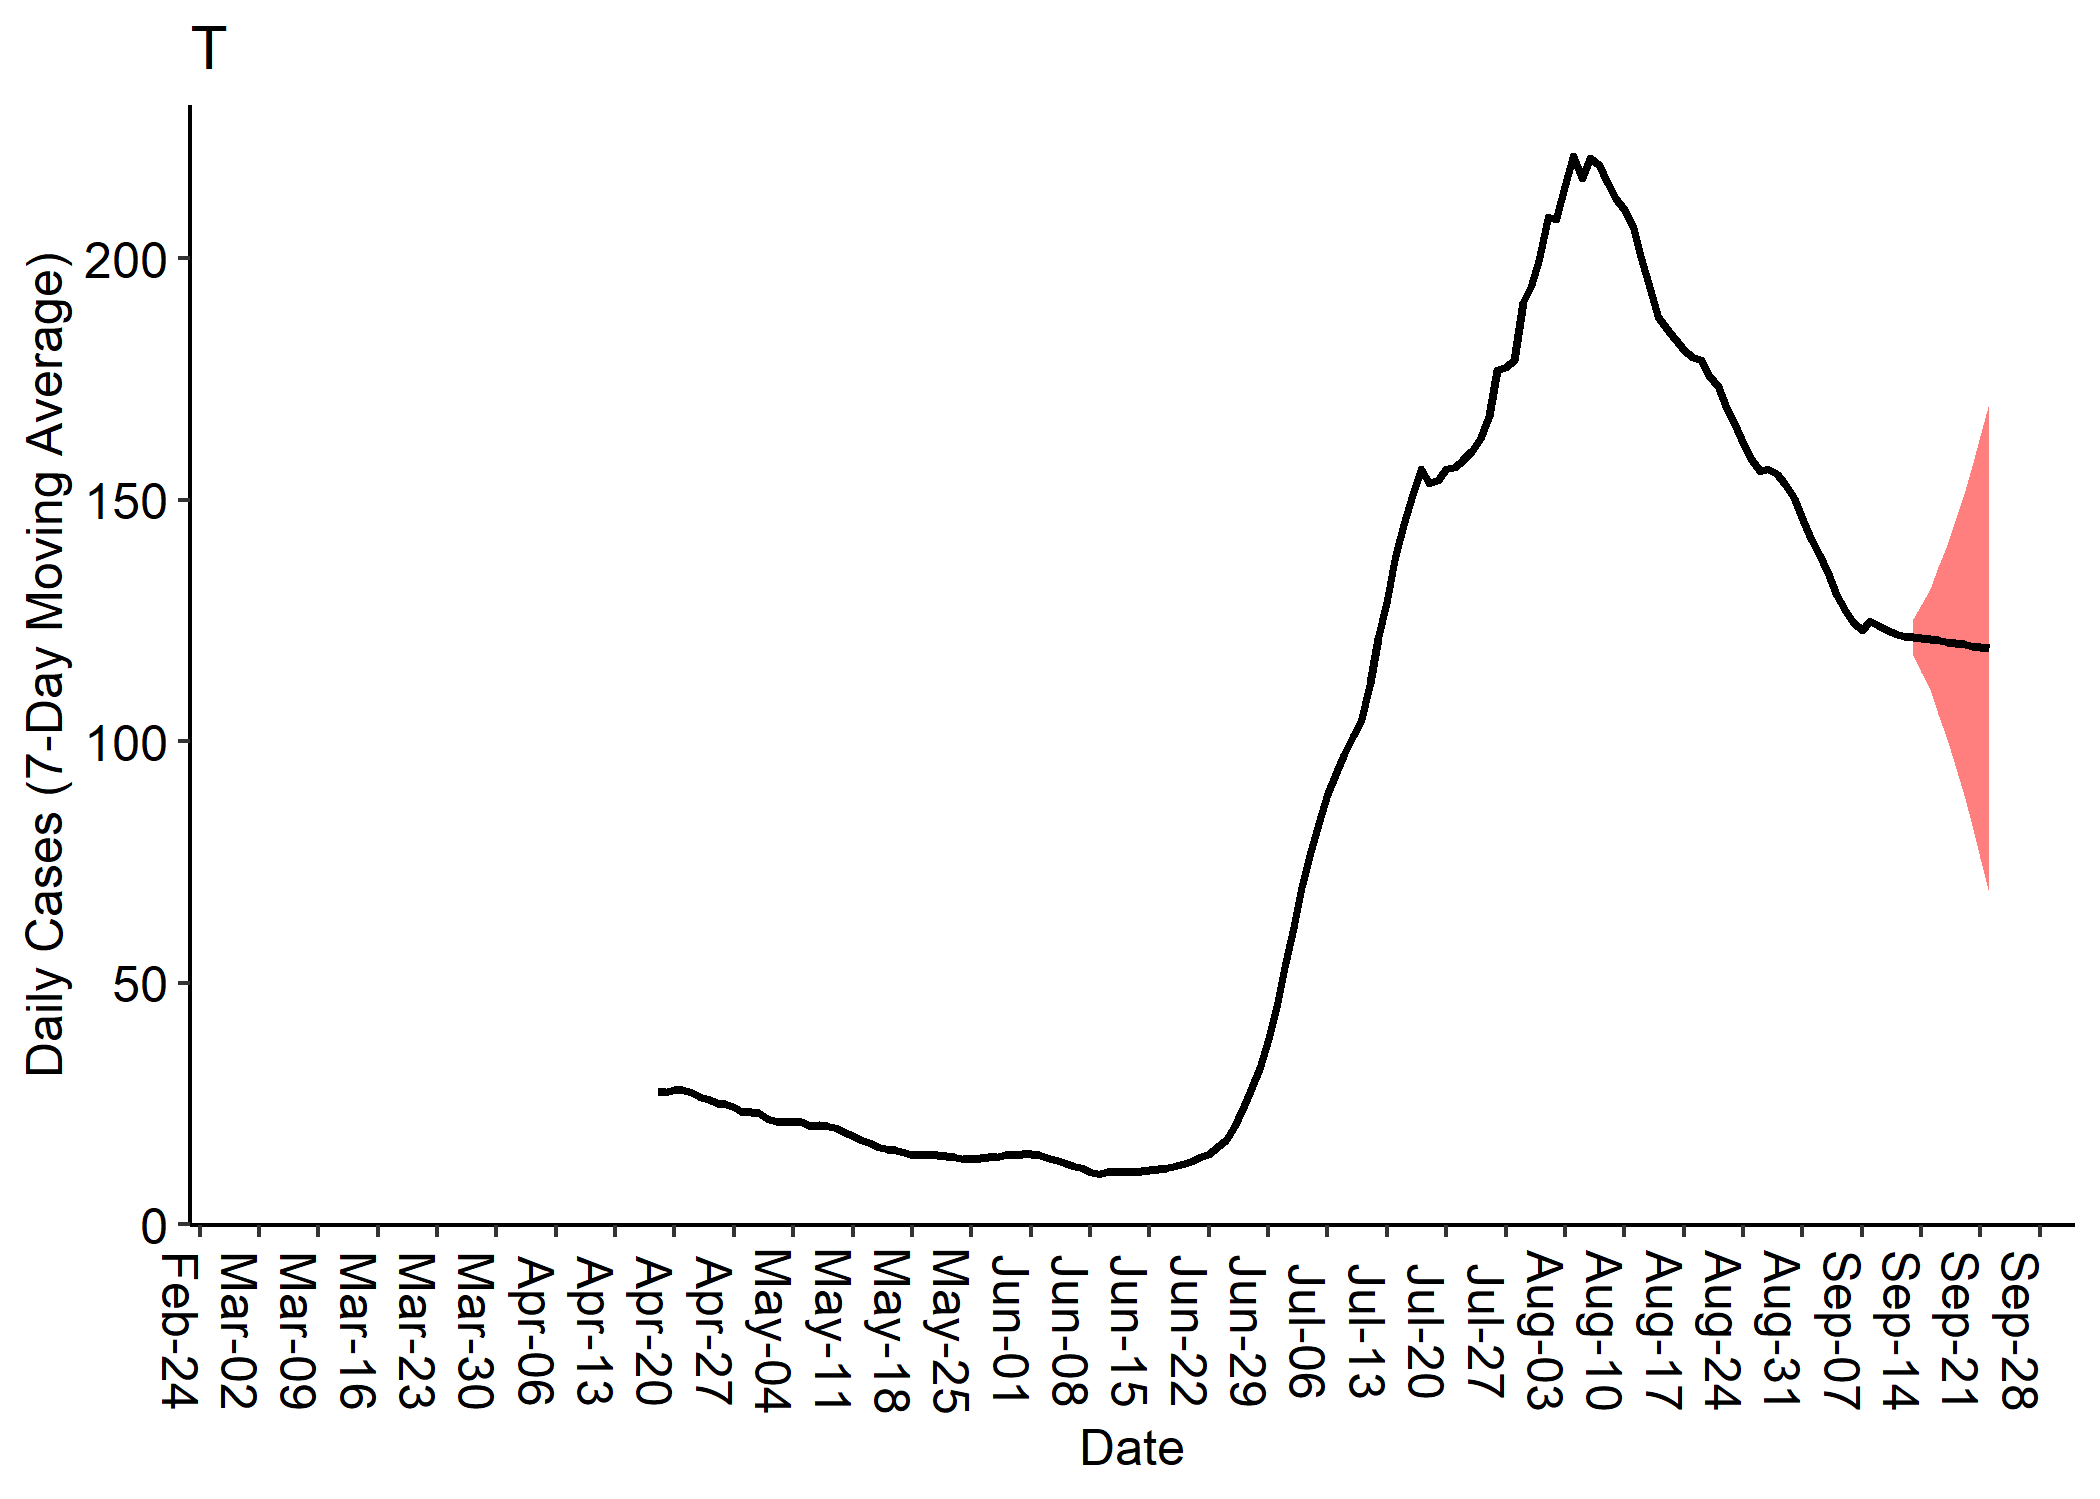 T
Daily Cases (7-Day Moving Average)
200
150
100
50
0
Feb-24
Mar-02
Mar-09
Mar-16
Mar-23
Mar-30
Apr-06
Apr-13
Apr-20
Apr-27
May-04
May-11
May-18
May-25
Jun-01
Jun-08
Jun-15
Jun-22
Jun-29
Jul-06
Jul-13
Jul-20
Jul-27
Aug-03
Aug-10
Aug-17
Aug-24
Aug-31
Sep-07
Sep-14
Sep-21
Sep-28
Date